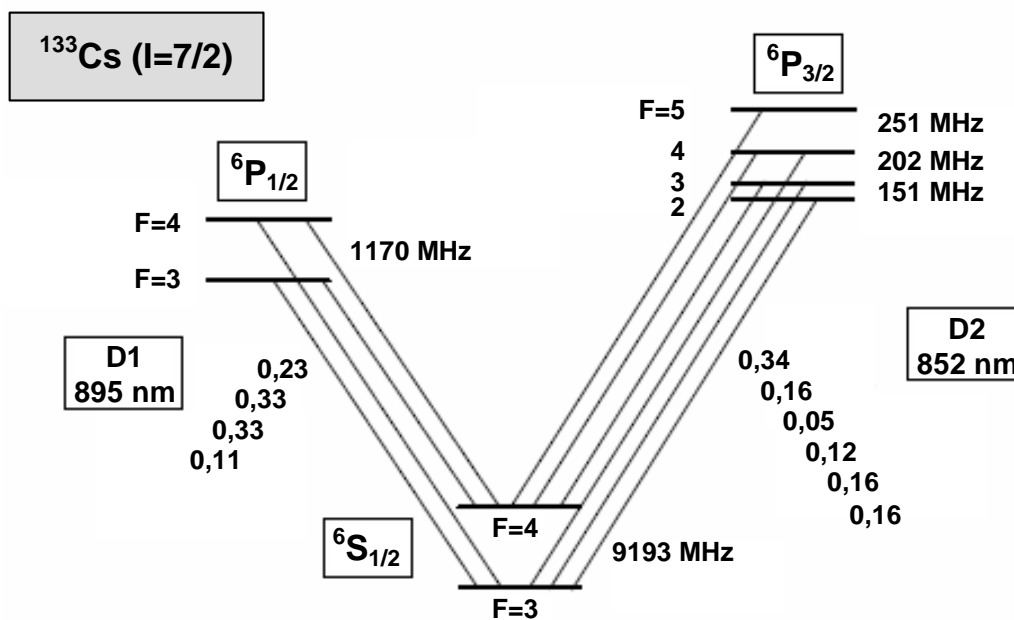 ¹³³Cs (I=7/2)
⁶P₃/₂
F=5
251 MHz
4
202 MHz
3
151 MHz
2
⁶P₁/₂
F=4
1170 MHz
F=3
D1
895 nm
0,23
0,33
0,33
0,11
D2
852 nm
0,34
0,16
0,05
0,12
0,16
0,16
F=4
⁶S₁/₂
9193 MHz
F=3